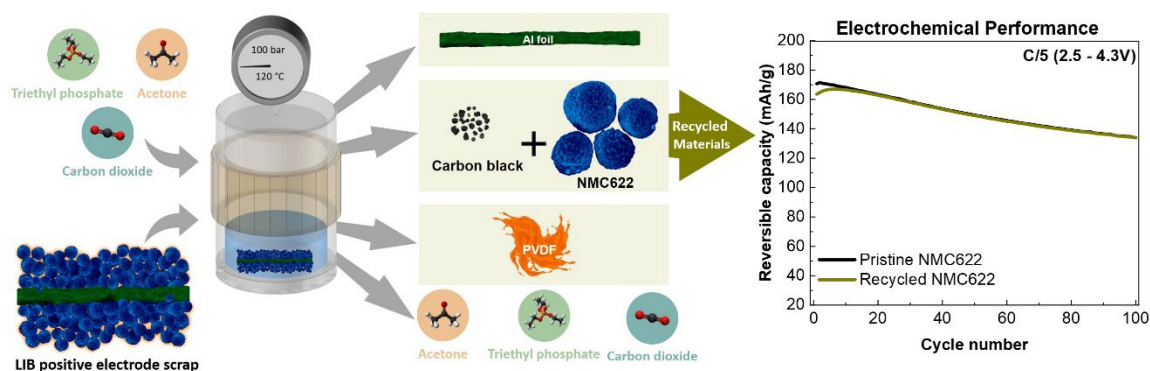 Triethyl phosphate
Acetone
Carbon dioxide
LIB positive electrode scrap
100 bar
120 °C
Al foil
Carbon black
+
NMC622
PVDF
Acetone
Triethyl phosphate
Carbon dioxide
Recycled
Materials
Electrochemical Performance
C/5 (2.5 - 4.3V)
Reversible capacity (mAh/g)
200
180
160
140
120
100
80
60
40
20
Pristine NMC622
Recycled NMC622
0
20
40
60
80
100
Cycle number